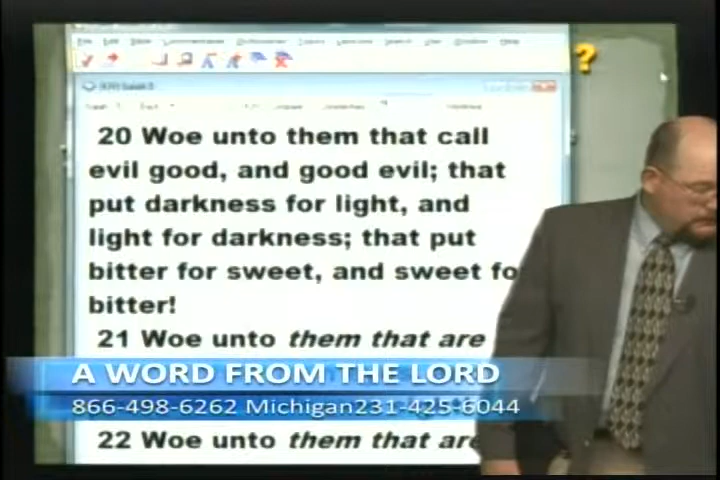 20 Woe unto them that call
evil good, and good evil; that
put darkness for light, and
light for darkness; that put
bitter for sweet, and sweet fo
bitter!
21 Woe unto them that are
A WORD FROM THE LORD
866-498-6262 Michigan231-425-6044
22 Woe unto them that are
?